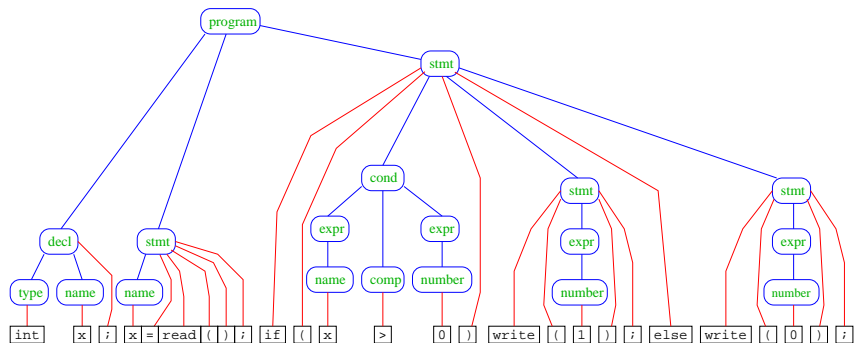 program
stmt
cond
stmt
stmt
decl
stmt
expr
expr
expr
expr
type
name
name
name
comp
number
number
number
int x ; x = read ( ) ; if ( x > 0 ) write ( 1 ) ; else write ( 0 ) ;